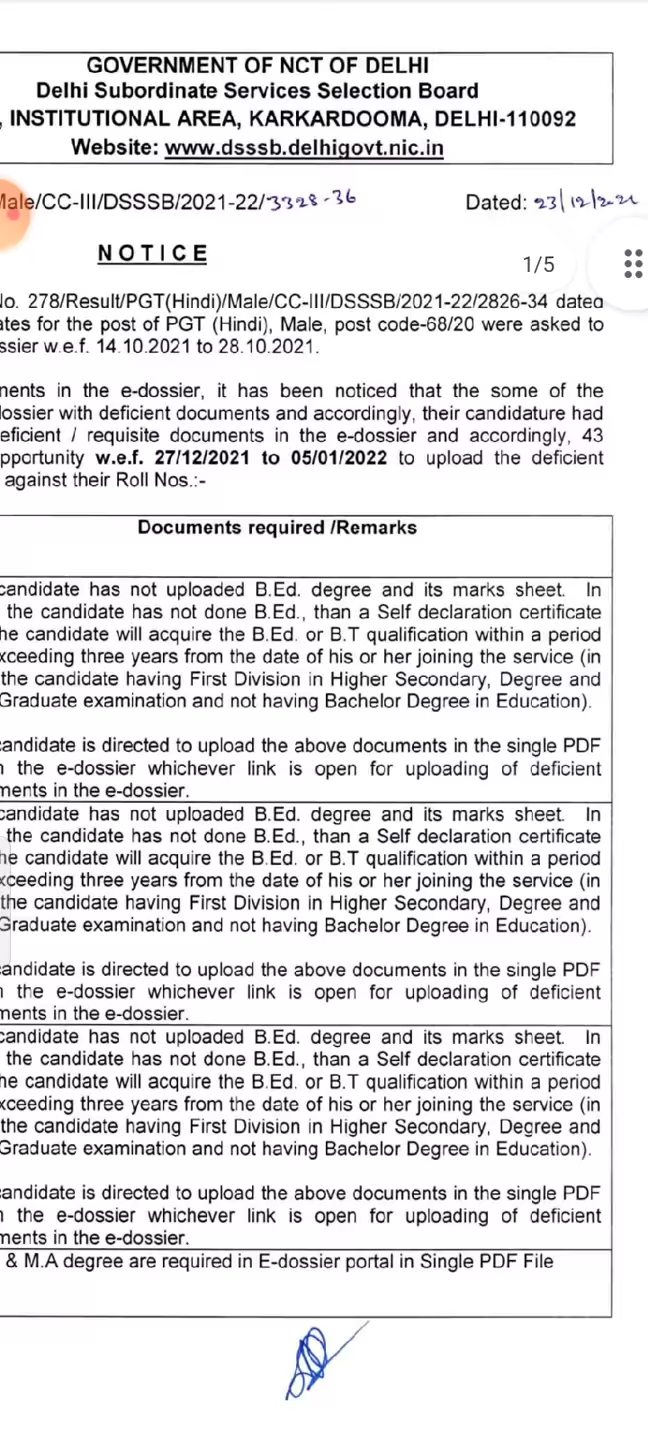 GOVERNMENT OF NCT OF DELHI
Delhi Subordinate Services Selection Board
, INSTITUTIONAL AREA, KARKARDOOMA, DELHI-110092
Website: www.dsssb.delhigovt.nic.in
Male/CC-III/DSSSB/2021-22/3328-36 Dated: 23/12/2021
NOTICE
1/5
No. 278/Result/PGT(Hindi)/Male/CC-III/DSSSB/2021-22/2826-34 dated
ates for the post of PGT (Hindi), Male, post code-68/20 were asked to
ssier w.e.f. 14.10.2021 to 28.10.2021.
ments in the e-dossier, it has been noticed that the some of the
dossier with deficient documents and accordingly, their candidature had
eficient / requisite documents in the e-dossier and accordingly, 43
pportunity w.e.f. 27/12/2021 to 05/01/2022 to upload the deficient
against their Roll Nos.:-
Documents required /Remarks
candidate has not uploaded B.Ed. degree and its marks sheet. In
the candidate has not done B.Ed., than a Self declaration certificate
he candidate will acquire the B.Ed. or B.T qualification within a period
xceeding three years from the date of his or her joining the service (in
the candidate having First Division in Higher Secondary, Degree and
Graduate examination and not having Bachelor Degree in Education).
candidate is directed to upload the above documents in the single PDF
n the e-dossier whichever link is open for uploading of deficient
ments in the e-dossier.
candidate has not uploaded B.Ed. degree and its marks sheet. In
the candidate has not done B.Ed., than a Self declaration certificate
he candidate will acquire the B.Ed. or B.T qualification within a period
xceeding three years from the date of his or her joining the service (in
the candidate having First Division in Higher Secondary, Degree and
Graduate examination and not having Bachelor Degree in Education).
candidate is directed to upload the above documents in the single PDF
n the e-dossier whichever link is open for uploading of deficient
ments in the e-dossier.
candidate has not uploaded B.Ed. degree and its marks sheet. In
the candidate has not done B.Ed., than a Self declaration certificate
he candidate will acquire the B.Ed. or B.T qualification within a period
xceeding three years from the date of his or her joining the service (in
the candidate having First Division in Higher Secondary, Degree and
Graduate examination and not having Bachelor Degree in Education).
candidate is directed to upload the above documents in the single PDF
n the e-dossier whichever link is open for uploading of deficient
ments in the e-dossier.
& M.A degree are required in E-dossier portal in Single PDF File